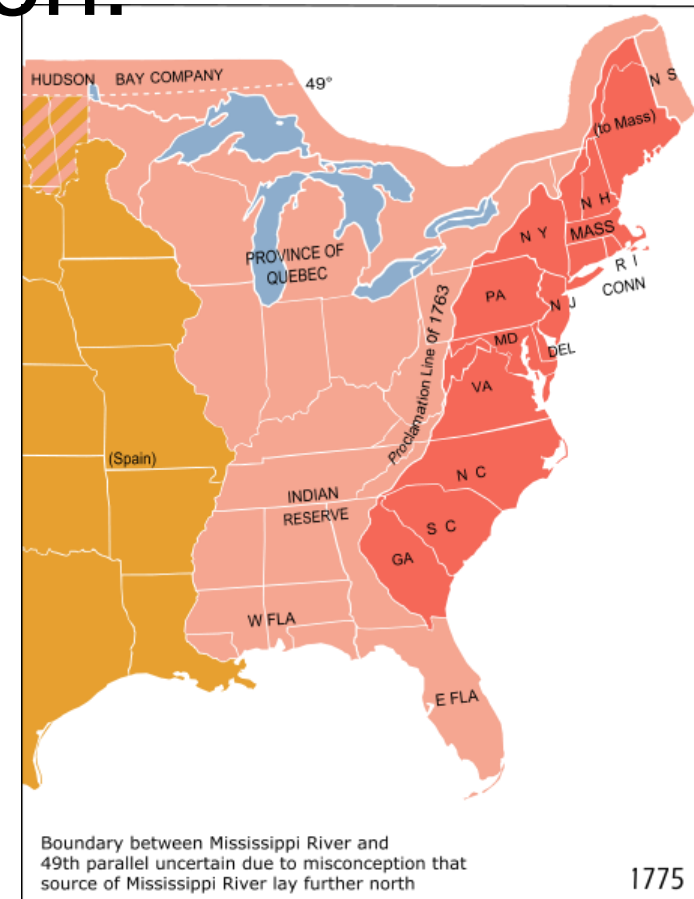 HUDSON BAY COMPANY
49°
N S
(to Mass)
N H
N Y
MASS
R I
CONN
PROVINCE OF
QUEBEC
PA
N J
MD
DEL
Proclamation Line of 1763
VA
(Spain)
N C
INDIAN
RESERVE
S C
GA
W FLA
E FLA
Boundary between Mississippi River and
49th parallel uncertain due to misconception that
source of Mississippi River lay further north
1775